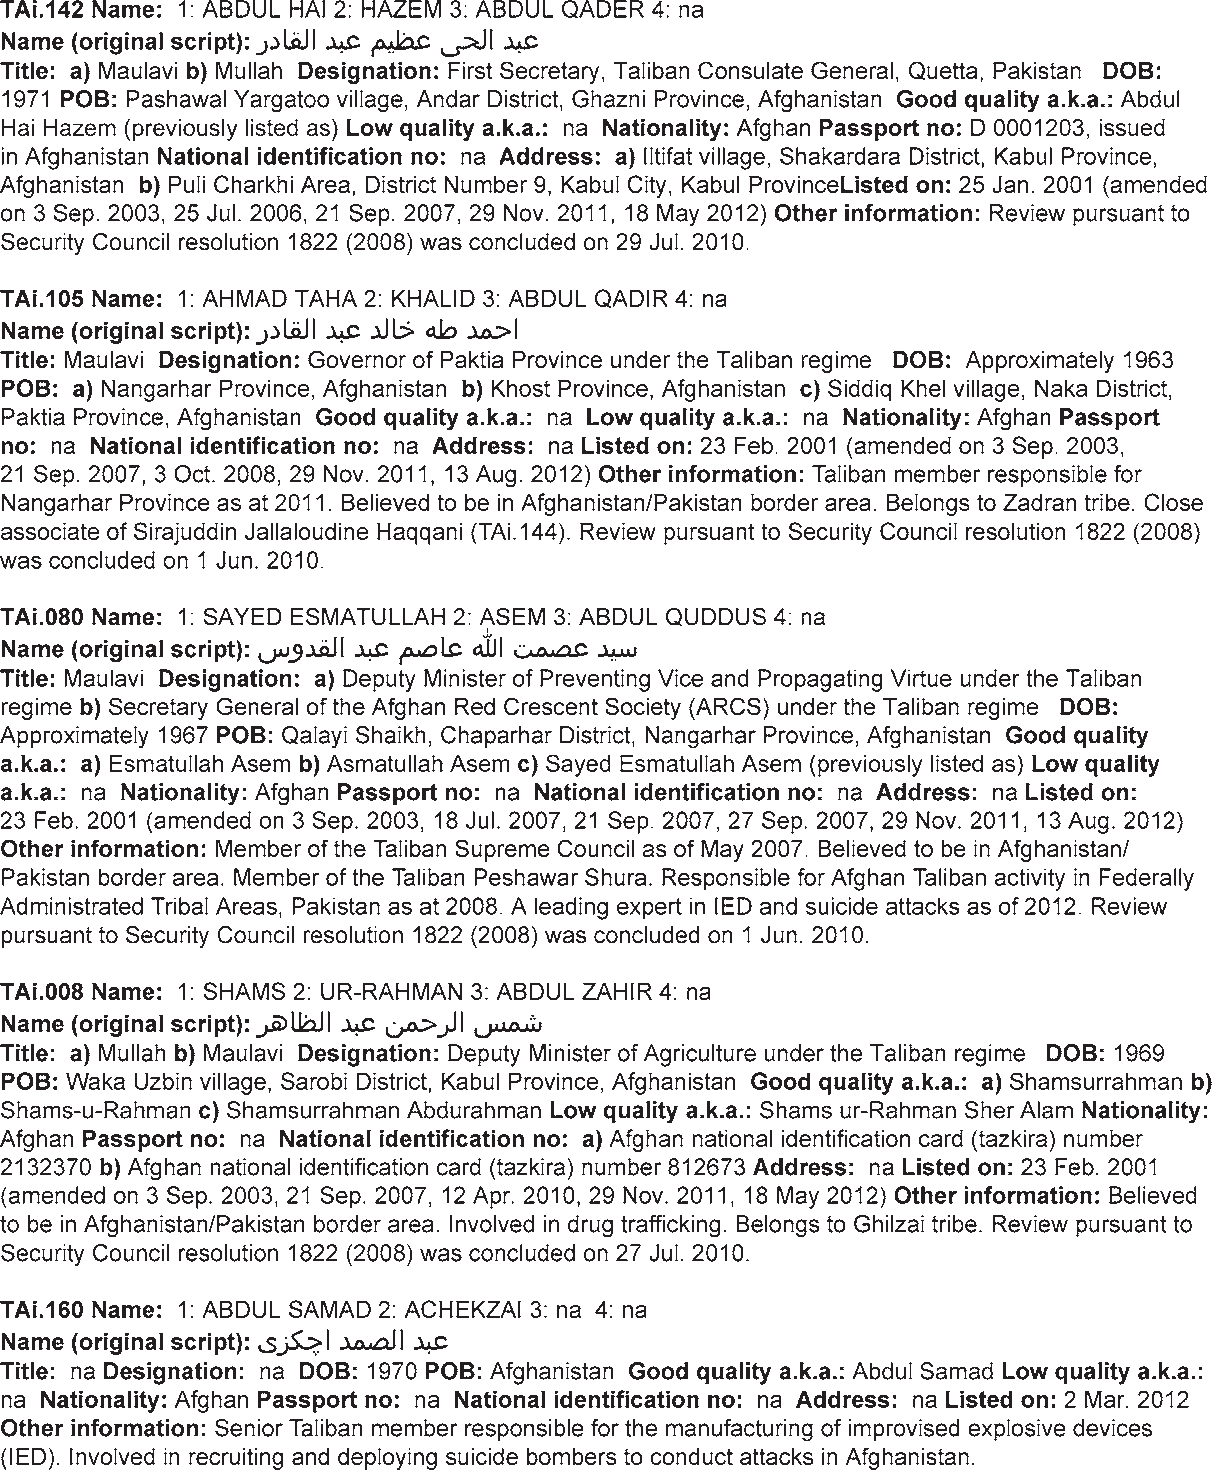 TAi.142 Name: 1: ABDUL HAI 2: HAZEM 3: ABDUL QADER 4: na
Name (original script): عبد الحی عظیم عبد القادر
Title: a) Maulavi b) Mullah Designation: First Secretary, Taliban Consulate General, Quetta, Pakistan DOB:
1971 POB: Pashawal Yargatoo village, Andar District, Ghazni Province, Afghanistan Good quality a.k.a.: Abdul
Hai Hazem (previously listed as) Low quality a.k.a.: na Nationality: Afghan Passport no: D 0001203, issued
in Afghanistan National identification no: na Address: a) Iltifat village, Shakardara District, Kabul Province,
Afghanistan b) Puli Charkhi Area, District Number 9, Kabul City, Kabul ProvinceListed on: 25 Jan. 2001 (amended
on 3 Sep. 2003, 25 Jul. 2006, 21 Sep. 2007, 29 Nov. 2011, 18 May 2012) Other information: Review pursuant to
Security Council resolution 1822 (2008) was concluded on 29 Jul. 2010.
TAi.105 Name: 1: AHMAD TAHA 2: KHALID 3: ABDUL QADIR 4: na
Name (original script): احمد طه خالد عبد القادر
Title: Maulavi Designation: Governor of Paktia Province under the Taliban regime DOB: Approximately 1963
POB: a) Nangarhar Province, Afghanistan b) Khost Province, Afghanistan c) Siddiq Khel village, Naka District,
Paktia Province, Afghanistan Good quality a.k.a.: na Low quality a.k.a.: na Nationality: Afghan Passport
no: na National identification no: na Address: na Listed on: 23 Feb. 2001 (amended on 3 Sep. 2003,
21 Sep. 2007, 3 Oct. 2008, 29 Nov. 2011, 13 Aug. 2012) Other information: Taliban member responsible for
Nangarhar Province as at 2011. Believed to be in Afghanistan/Pakistan border area. Belongs to Zadran tribe. Close
associate of Sirajuddin Jallaloudine Haqqani (TAi.144). Review pursuant to Security Council resolution 1822 (2008)
was concluded on 1 Jun. 2010.
TAi.080 Name: 1: SAYED ESMATULLAH 2: ASEM 3: ABDUL QUDDUS 4: na
Name (original script): سید عصمت الله عاصم عبد القدوس
Title: Maulavi Designation: a) Deputy Minister of Preventing Vice and Propagating Virtue under the Taliban
regime b) Secretary General of the Afghan Red Crescent Society (ARCS) under the Taliban regime DOB:
Approximately 1967 POB: Qalayi Shaikh, Chaparhar District, Nangarhar Province, Afghanistan Good quality
a.k.a.: a) Esmatullah Asem b) Asmatullah Asem c) Sayed Esmatullah Asem (previously listed as) Low quality
a.k.a.: na Nationality: Afghan Passport no: na National identification no: na Address: na Listed on:
23 Feb. 2001 (amended on 3 Sep. 2003, 18 Jul. 2007, 21 Sep. 2007, 27 Sep. 2007, 29 Nov. 2011, 13 Aug. 2012)
Other information: Member of the Taliban Supreme Council as of May 2007. Believed to be in Afghanistan/
Pakistan border area. Member of the Taliban Peshawar Shura. Responsible for Afghan Taliban activity in Federally
Administrated Tribal Areas, Pakistan as at 2008. A leading expert in IED and suicide attacks as of 2012. Review
pursuant to Security Council resolution 1822 (2008) was concluded on 1 Jun. 2010.
TAi.008 Name: 1: SHAMS 2: UR-RAHMAN 3: ABDUL ZAHIR 4: na
Name (original script): شمس الرحمن عبد الظاهر
Title: a) Mullah b) Maulavi Designation: Deputy Minister of Agriculture under the Taliban regime DOB: 1969
POB: Waka Uzbin village, Sarobi District, Kabul Province, Afghanistan Good quality a.k.a.: a) Shamsurrahman b)
Shams-u-Rahman c) Shamsurrahman Abdurahman Low quality a.k.a.: Shams ur-Rahman Sher Alam Nationality:
Afghan Passport no: na National identification no: a) Afghan national identification card (tazkira) number
2132370 b) Afghan national identification card (tazkira) number 812673 Address: na Listed on: 23 Feb. 2001
(amended on 3 Sep. 2003, 21 Sep. 2007, 12 Apr. 2010, 29 Nov. 2011, 18 May 2012) Other information: Believed
to be in Afghanistan/Pakistan border area. Involved in drug trafficking. Belongs to Ghilzai tribe. Review pursuant to
Security Council resolution 1822 (2008) was concluded on 27 Jul. 2010.
TAi.160 Name: 1: ABDUL SAMAD 2: ACHEKZAI 3: na 4: na
Name (original script): عبد الصمد اچکزی
Title: na Designation: na DOB: 1970 POB: Afghanistan Good quality a.k.a.: Abdul Samad Low quality a.k.a.:
na Nationality: Afghan Passport no: na National identification no: na Address: na Listed on: 2 Mar. 2012
Other information: Senior Taliban member responsible for the manufacturing of improvised explosive devices
(IED). Involved in recruiting and deploying suicide bombers to conduct attacks in Afghanistan.